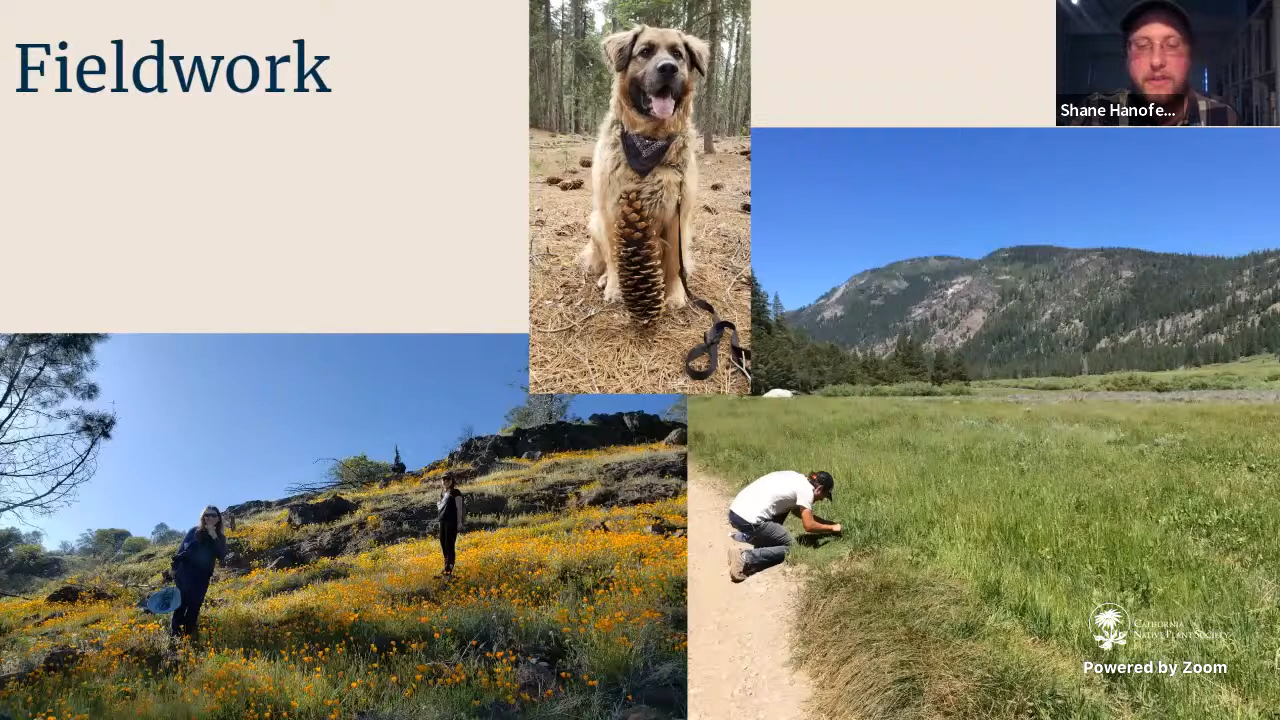 Fieldwork
Shane Hanofe...
CALIFORNIA
NATIVE PLANT SOCIETY
Powered by Zoom